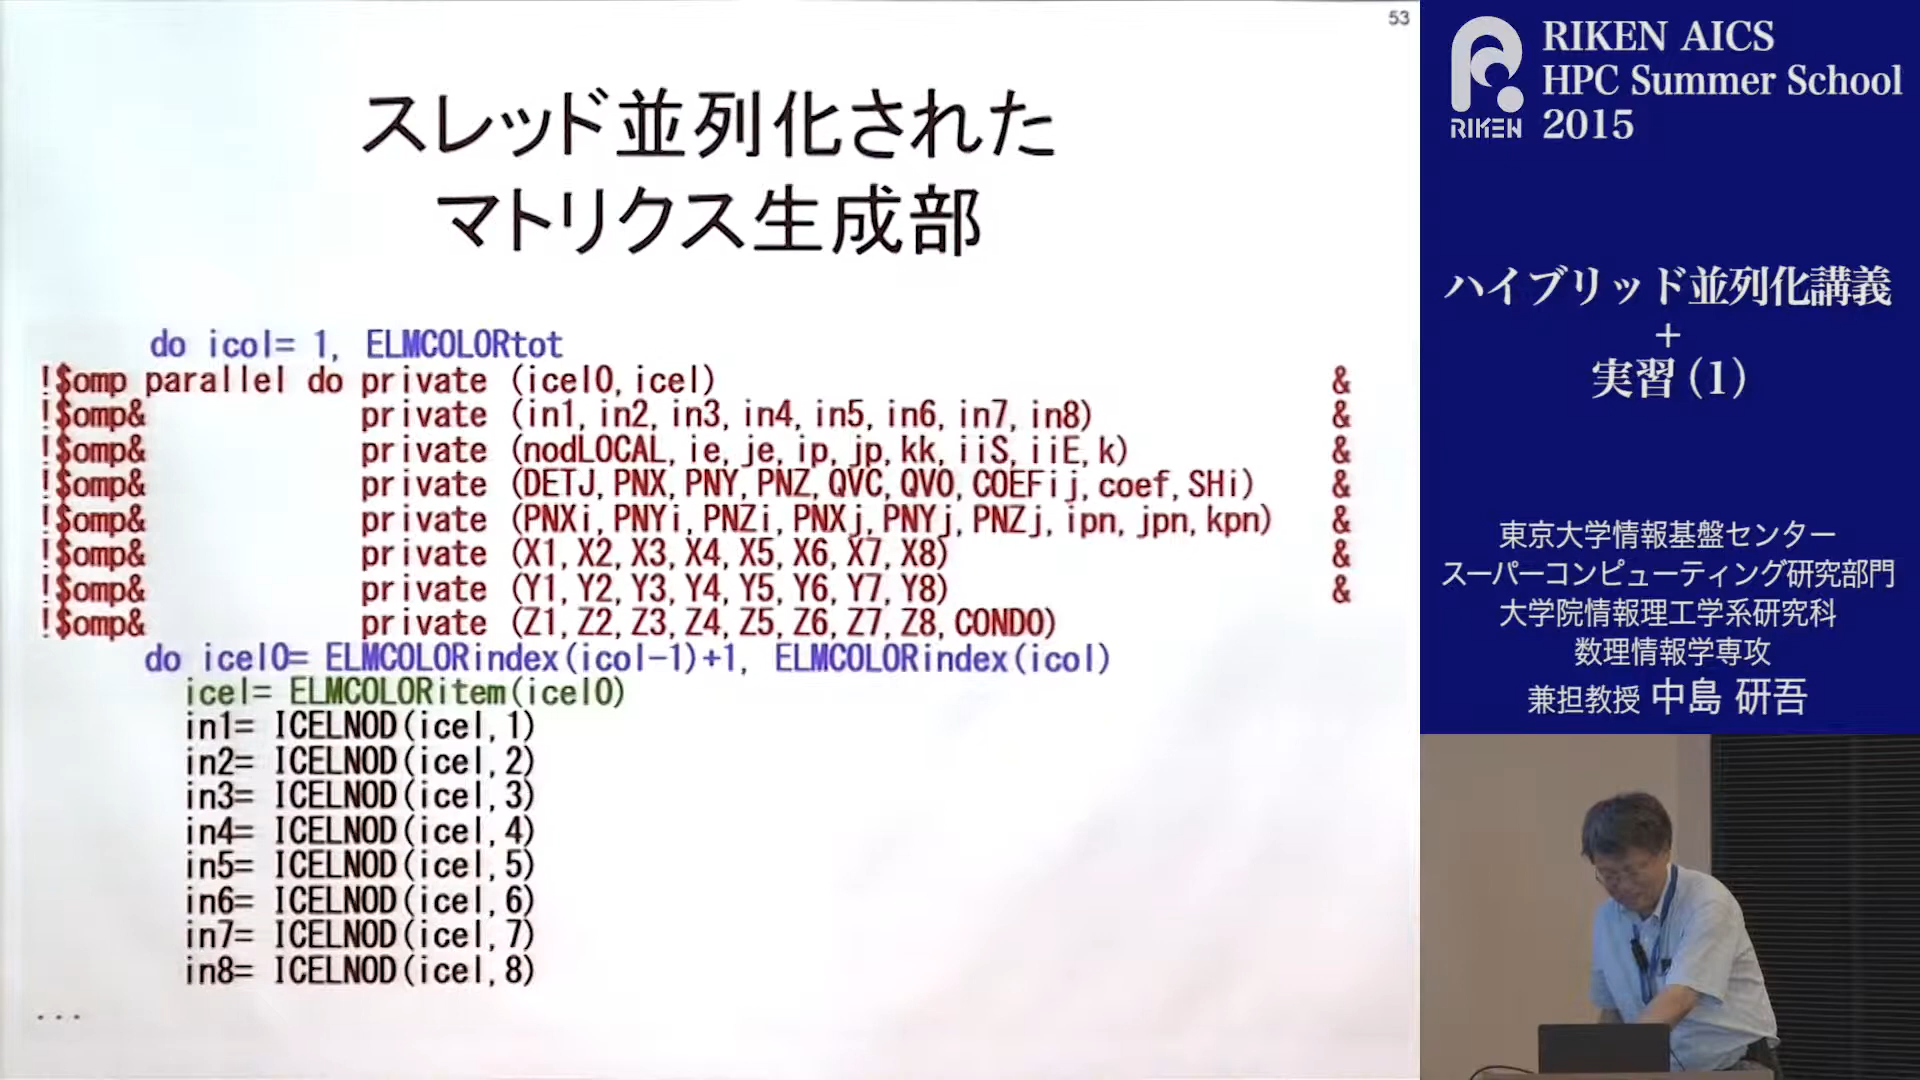 53
スレッド並列化された
マトリクス生成部
do icol= 1, ELMCOLORtot
!$omp parallel do private (icel0,icel) &
!$omp& private (in1,in2,in3,in4,in5,in6,in7,in8) &
!$omp& private (nodLOCAL,ie,je,ip,jp,kk,iiS,iiE,k) &
!$omp& private (DETJ,PNX,PNY,PNZ,QVC,QV0,COEFij,coef,SHi) &
!$omp& private (PNXi,PNYi,PNZi,PNXj,PNYj,PNZj,ipn,jpn,kpn) &
!$omp& private (X1,X2,X3,X4,X5,X6,X7,X8) &
!$omp& private (Y1,Y2,Y3,Y4,Y5,Y6,Y7,Y8) &
!$omp& private (Z1,Z2,Z3,Z4,Z5,Z6,Z7,Z8,COND0)
do icel0= ELMCOLORindex(icol-1)+1, ELMCOLORindex(icol)
icel= ELMCOLORitem(icel0)
in1= ICELNOD(icel,1)
in2= ICELNOD(icel,2)
in3= ICELNOD(icel,3)
in4= ICELNOD(icel,4)
in5= ICELNOD(icel,5)
in6= ICELNOD(icel,6)
in7= ICELNOD(icel,7)
in8= ICELNOD(icel,8)
...
RIKEN
RIKEN AICS
HPC Summer School
2015
ハイブリッド並列化講義
+
実習(1)
東京大学情報基盤センター
スーパーコンピューティング研究部門
大学院情報理工学系研究科
数理情報学専攻
兼担教授 中島 研吾